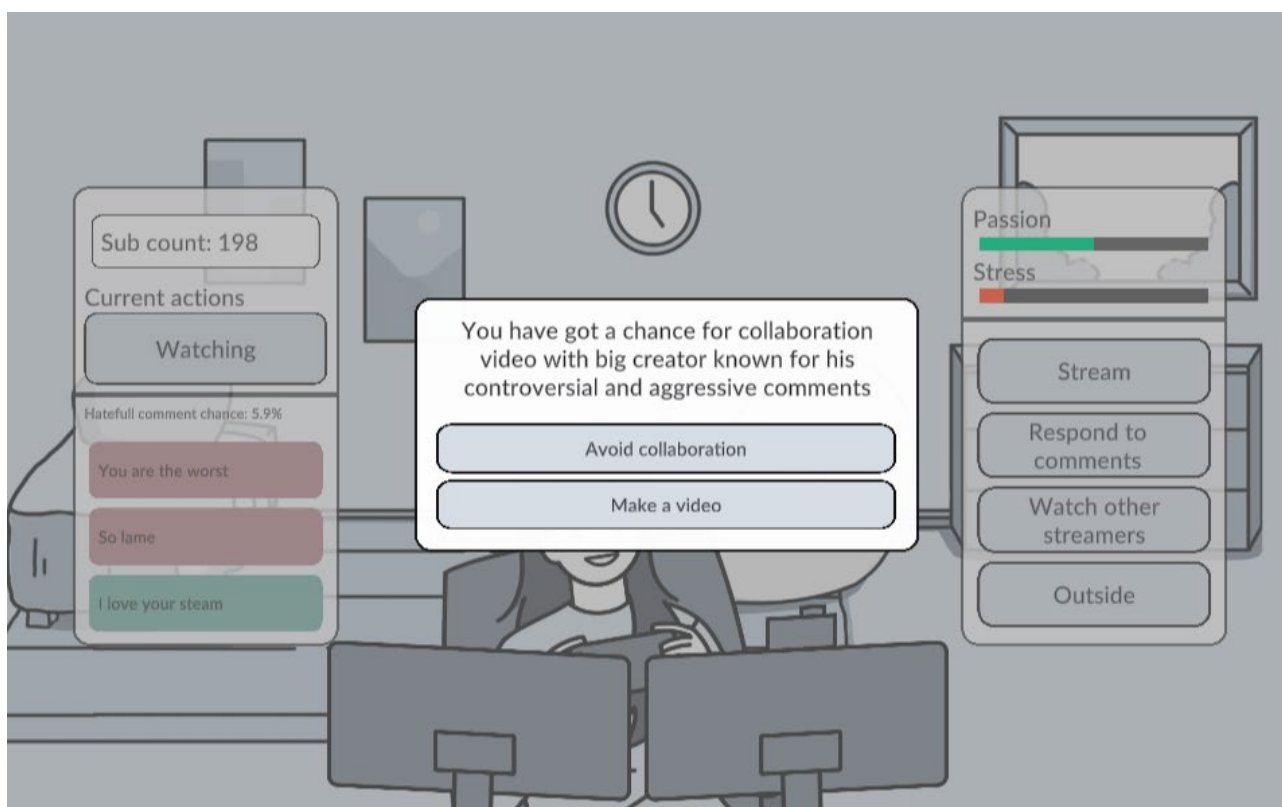 Sub count: 198
Current actions
Watching
Hatefull comment chance: 5.9%
You are the worst
So lame
I love your steam
You have got a chance for collaboration
video with big creator known for his
controversial and aggressive comments
Avoid collaboration
Make a video
Passion
Stress
Stream
Respond to
comments
Watch other
streamers
Outside